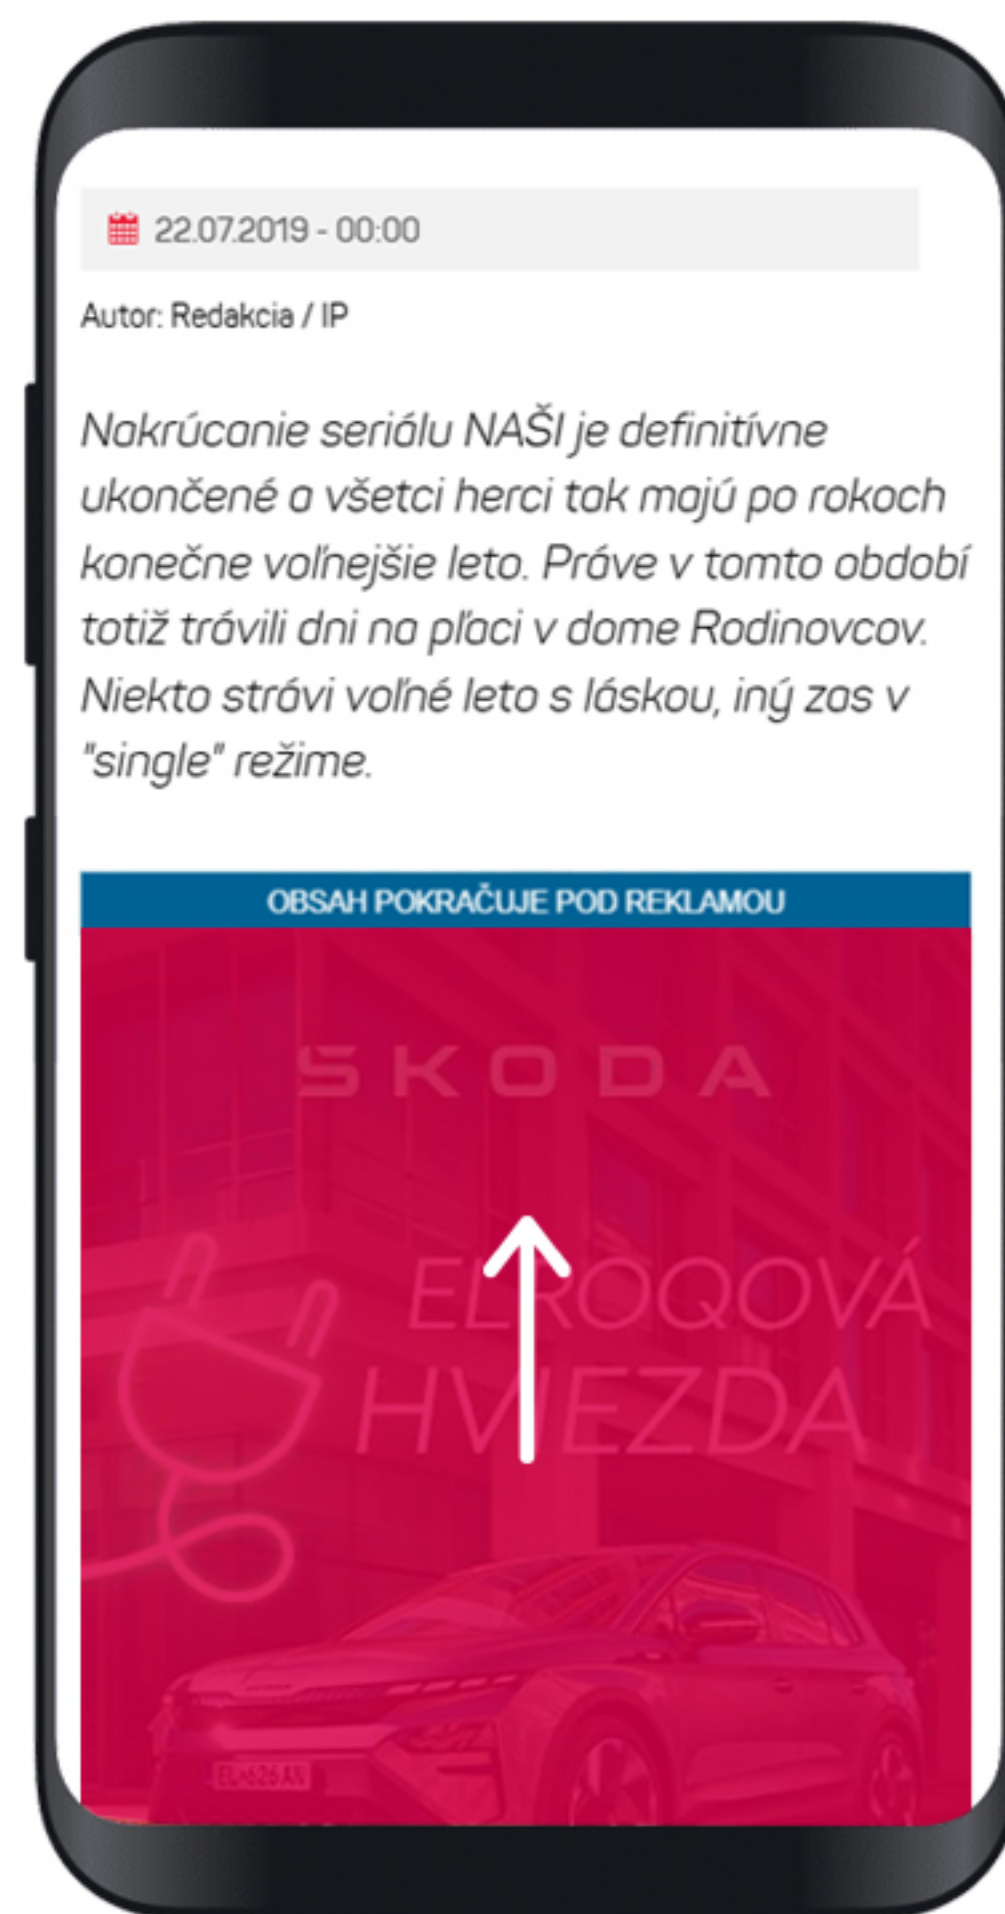 22.07.2019 - 00:00
Autor: Redakcia / IP
Nakrúcanie seriálu NAŠI je definitívne
ukončené a všetci herci tak majú po rokoch
konečne voľnejšie leto. Práve v tomto období
totiž trávili dni na pľaci v dome Rodinovcov.
Niekto strávi voľné leto s láskou, iný zas v
"single" režime.
OBSAH POKRAČUJE POD REKLAMOU
SKODA
ELROQOVÁ
HVIEZDA
EL-626AN